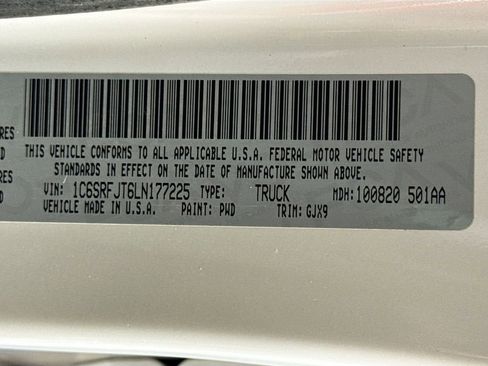 THIS VEHICLE CONFORMS TO ALL APPLICABLE U.S.A. FEDERAL MOTOR VEHICLE SAFETY
STANDARDS IN EFFECT ON THE DATE OF MANUFACTURE SHOWN ABOVE.
VIN: 1C6SRFJT6LN177225 TYPE: TRUCK MDH: 100820 501AA
VEHICLE MADE IN U.S.A. PAINT: PWD TRIM: GJX9